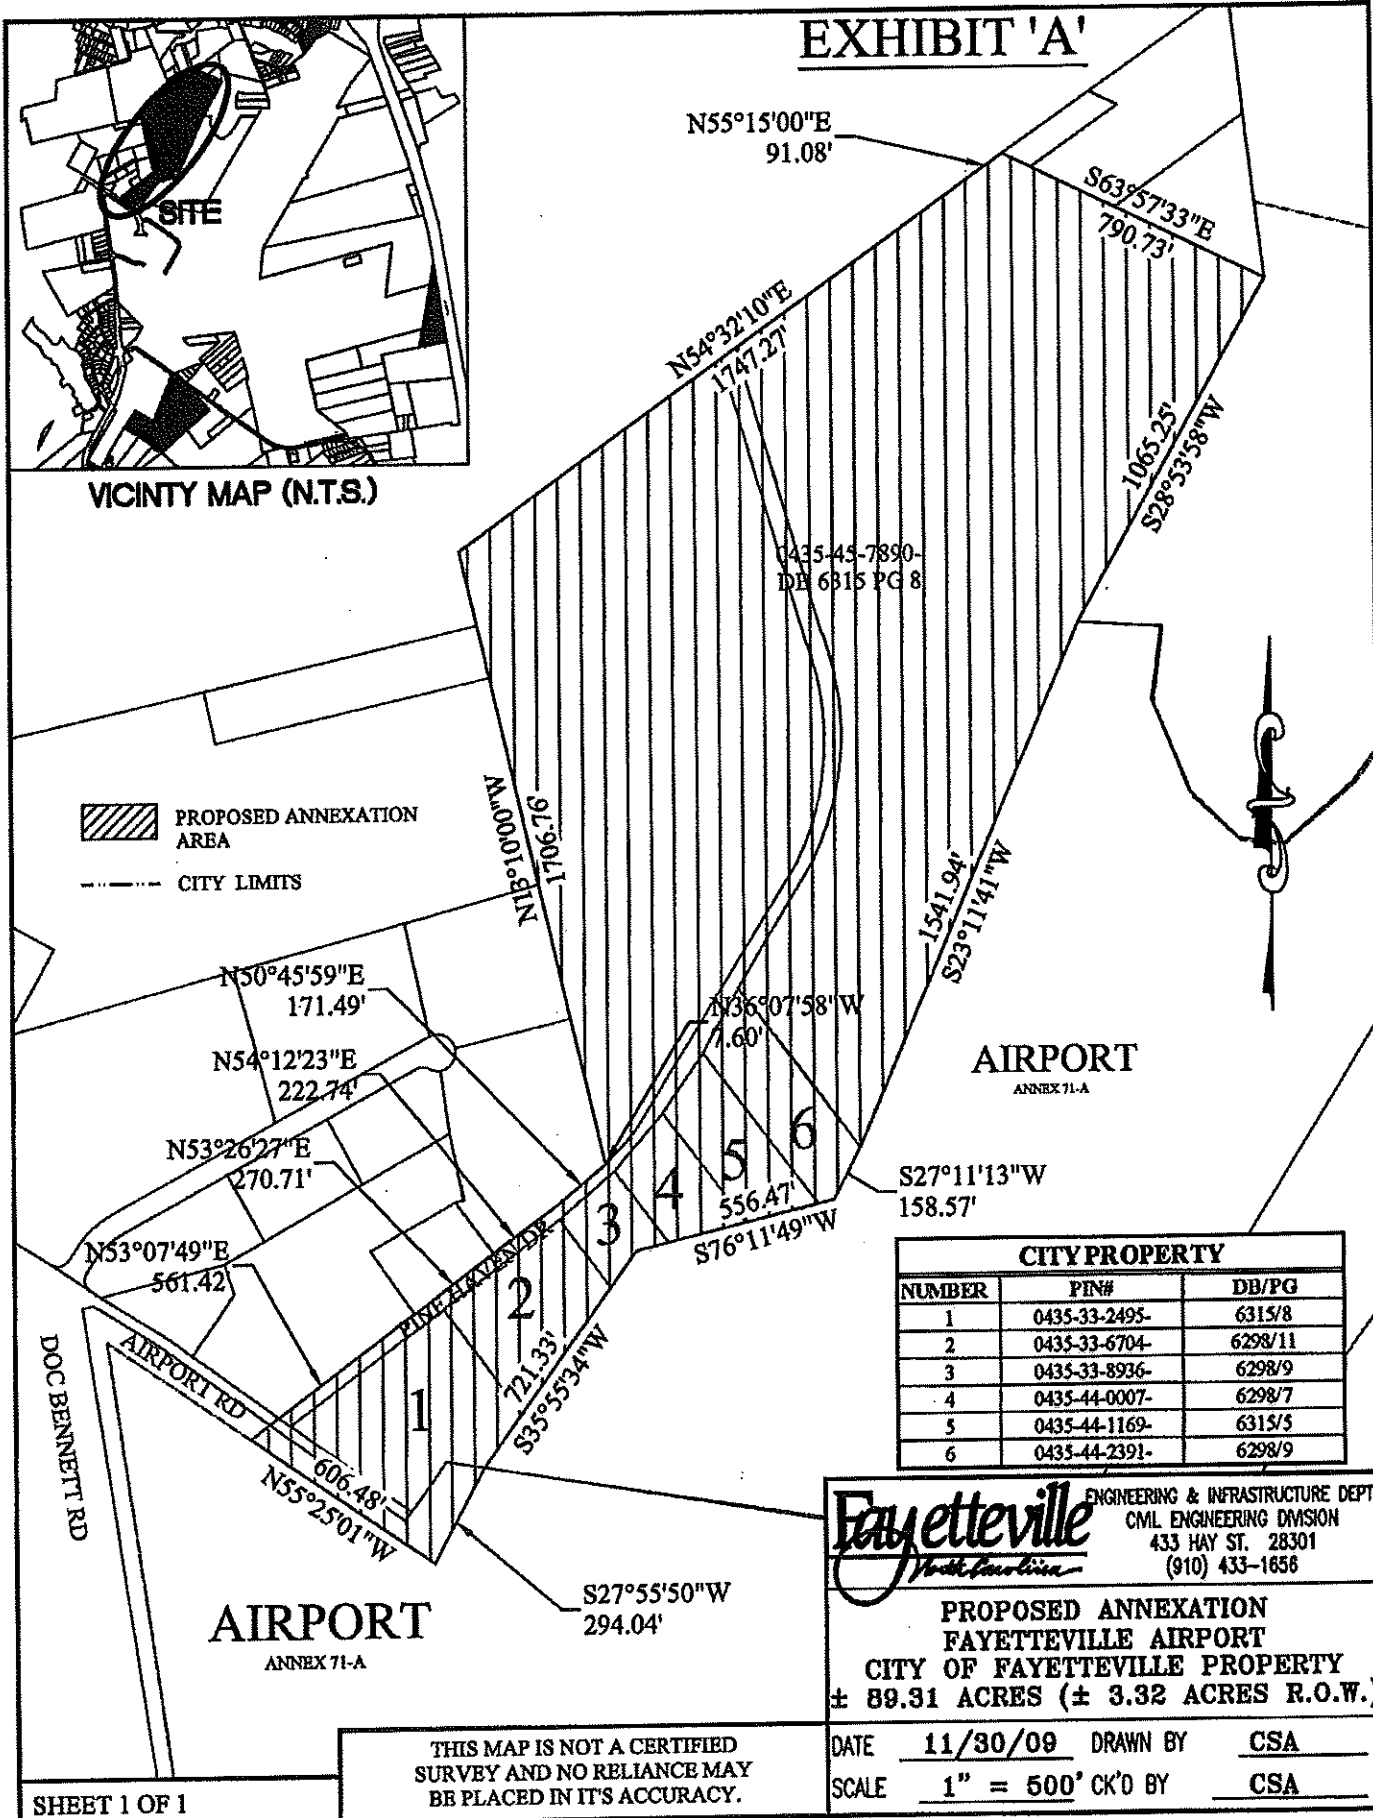 EXHIBIT 'A'
SITE
VICINTY MAP (N.T.S.)
N55°15'00"E
91.08'
S63°57'33"E
790.73'
N54°32'10"E
1747.27'
1065.25'
S28°53'58"W
0435-45-7890-
DB 6315 PG 8
PROPOSED ANNEXATION
AREA
CITY LIMITS
N13°10'00"W
1706.76'
1541.94'
S23°11'41"W
N50°45'59"E
171.49'
N36°07'58"W
7.60'
N54°12'23"E
222.74'
AIRPORT
ANNEX 71-A
N53°26'27"E
270.71'
6
5
4
3
2
1
S27°11'13"W
158.57'
556.47'
S76°11'49"W
N53°07'49"E
561.42'
PINE HAVEN DR
AIRPORT RD
DOC BENNETT RD
721.33'
S35°55'34"W
606.48'
N55°25'01"W
S27°55'50"W
294.04'
AIRPORT
ANNEX 71-A
CITY PROPERTY
NUMBER PIN# DB/PG
1 0435-33-2495- 6315/8
2 0435-33-6704- 6298/11
3 0435-33-8936- 6298/9
4 0435-44-0007- 6298/7
5 0435-44-1169- 6315/5
6 0435-44-2391- 6298/9
Fayetteville
North Carolina
ENGINEERING & INFRASTRUCTURE DEPT
CIVIL ENGINEERING DIVISION
433 HAY ST. 28301
(910) 433-1656
PROPOSED ANNEXATION
FAYETTEVILLE AIRPORT
CITY OF FAYETTEVILLE PROPERTY
± 89.31 ACRES (± 3.32 ACRES R.O.W.)
DATE 11/30/09 DRAWN BY CSA
SCALE 1" = 500' CK'D BY CSA
THIS MAP IS NOT A CERTIFIED
SURVEY AND NO RELIANCE MAY
BE PLACED IN IT'S ACCURACY.
SHEET 1 OF 1